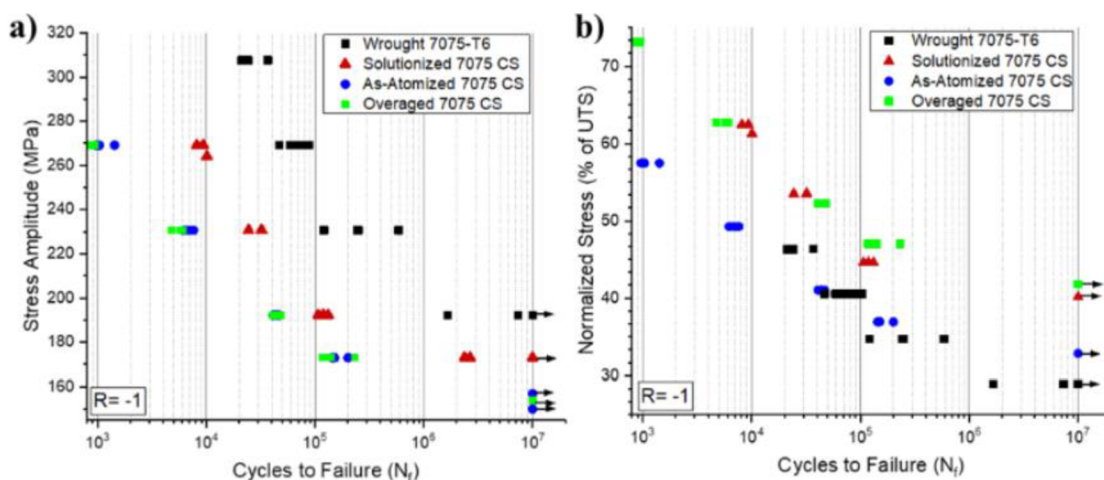 a)
Stress Amplitude (MPa)
320
300
280
260
240
220
200
180
160
Wrought 7075-T6
Solutionized 7075 CS
As-Atomized 7075 CS
Overaged 7075 CS
R= -1
10³
10⁴
10⁵
10⁶
10⁷
Cycles to Failure (Nf)
b)
Normalized Stress (% of UTS)
70
60
50
40
30
Wrought 7075-T6
Solutionized 7075 CS
As-Atomized 7075 CS
Overaged 7075 CS
R= -1
10³
10⁴
10⁵
10⁶
10⁷
Cycles to Failure (Nf)